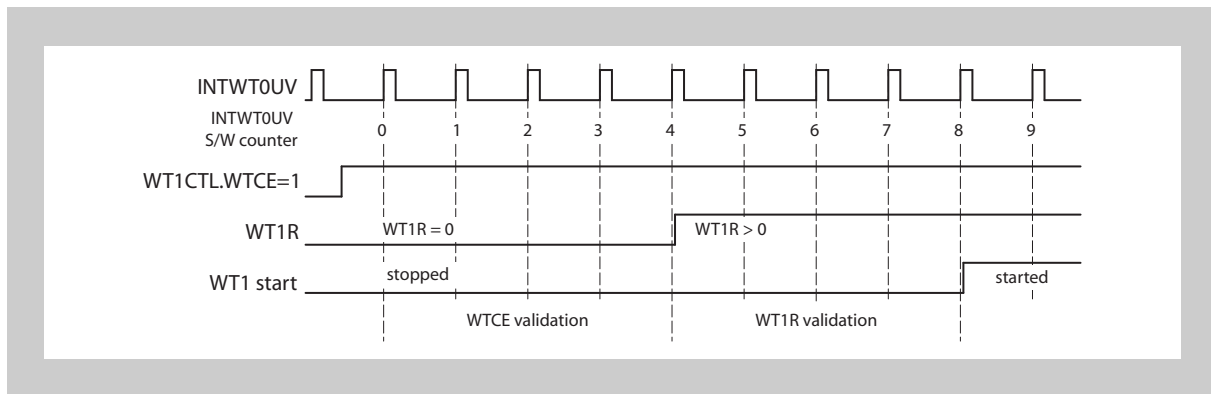 INTWT0UV
INTWT0UV
S/W counter
0 1 2 3 4 5 6 7 8 9
WT1CTL.WTCE=1
WT1R
WT1R = 0
WT1R > 0
WT1 start
stopped
started
WTCE validation
WT1R validation